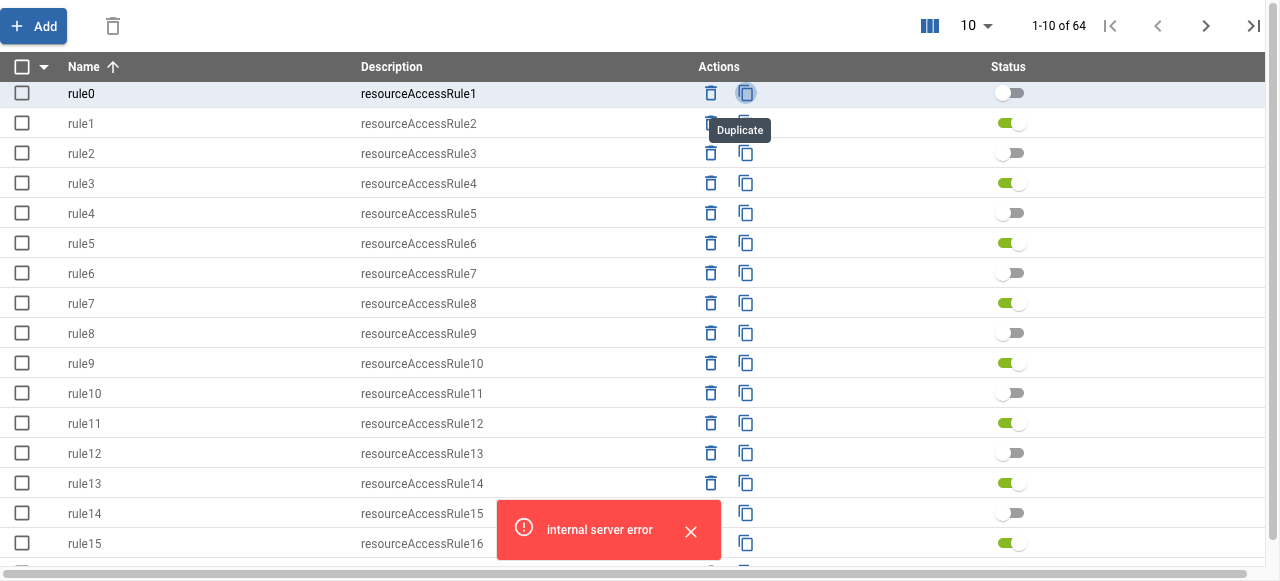 Add 10 1-10 of 64
Name Description Actions Status
rule0 resourceAccessRule1
rule1 resourceAccessRule2
Duplicate
rule2 resourceAccessRule3
rule3 resourceAccessRule4
rule4 resourceAccessRule5
rule5 resourceAccessRule6
rule6 resourceAccessRule7
rule7 resourceAccessRule8
rule8 resourceAccessRule9
rule9 resourceAccessRule10
rule10 resourceAccessRule11
rule11 resourceAccessRule12
rule12 resourceAccessRule13
rule13 resourceAccessRule14
rule14 resourceAccessRule15
internal server error
rule15 resourceAccessRule16